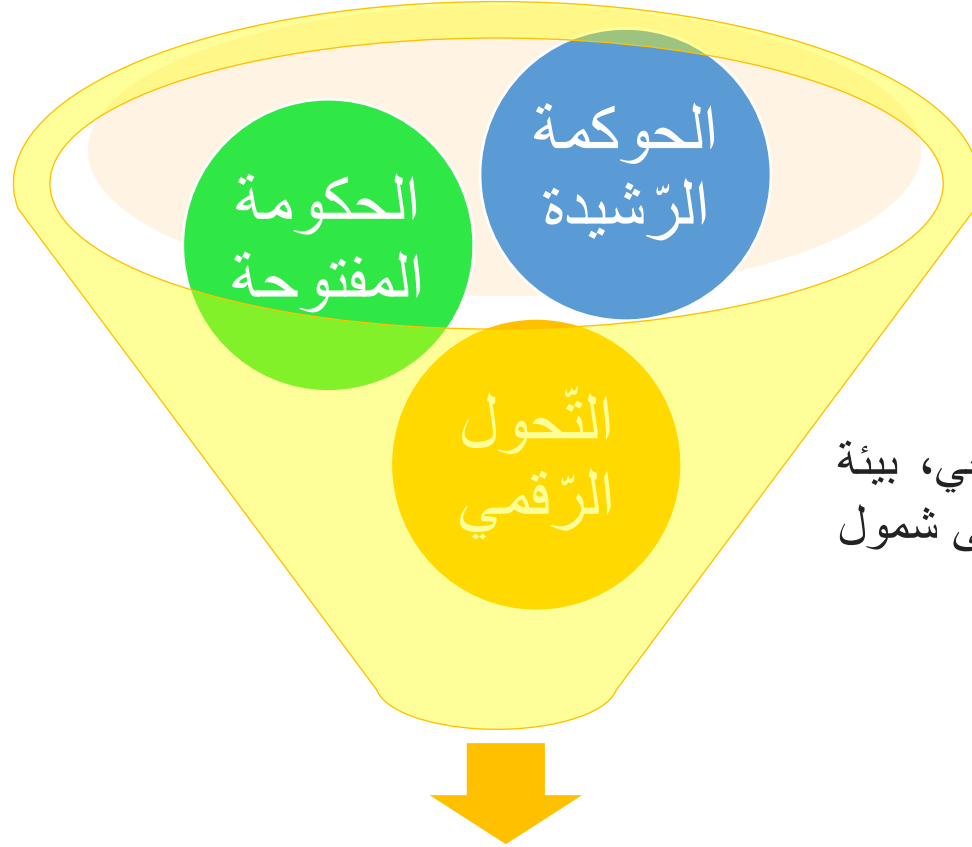 الحوكمة
الرّشيدة
الحكومة
المفتوحة
التّحول
الرّقمي
بيئة
شمول